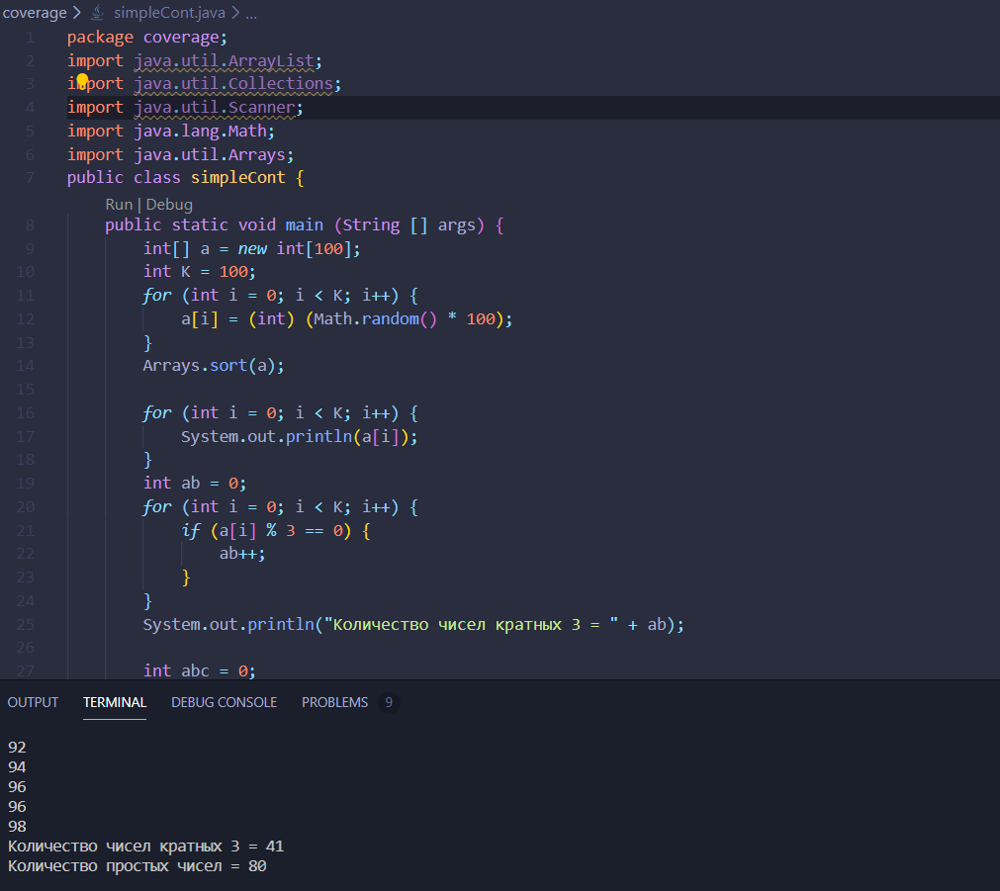 coverage > simpleCont.java > ...
1 package coverage;
2 import java.util.ArrayList;
3 import java.util.Collections;
4 import java.util.Scanner;
5 import java.lang.Math;
6 import java.util.Arrays;
7 public class simpleCont {
Run | Debug
8 public static void main (String [] args) {
9 int[] a = new int[100];
10 int K = 100;
11 for (int i = 0; i < K; i++) {
12 a[i] = (int) (Math.random() * 100);
13 }
14 Arrays.sort(a);
15
16 for (int i = 0; i < K; i++) {
17 System.out.println(a[i]);
18 }
19 int ab = 0;
20 for (int i = 0; i < K; i++) {
21 if (a[i] % 3 == 0) {
22 ab++;
23 }
24 }
25 System.out.println("Количество чисел кратных 3 = " + ab);
26
27 int abc = 0;
OUTPUT TERMINAL DEBUG CONSOLE PROBLEMS 9
92
94
96
96
98
Количество чисел кратных 3 = 41
Количество простых чисел = 80